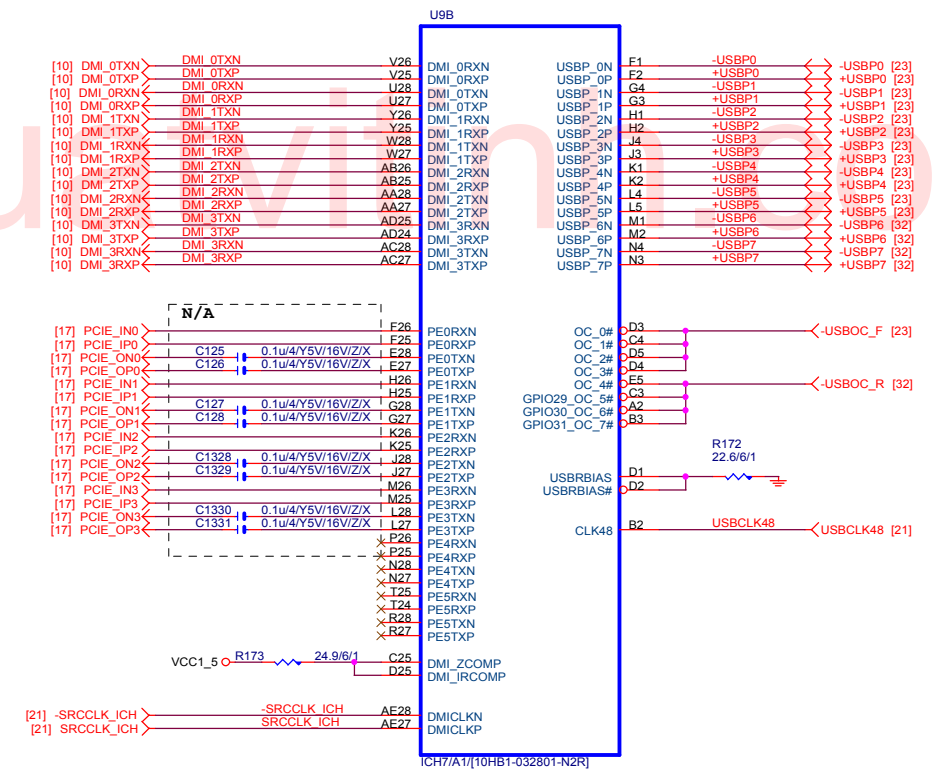 U9B
[10] DMI_0TXN DMI_0TXN V26 DMI_0RXN USBP_0N F1 -USBP0 -USBP0 [23]
[10] DMI_0TXP DMI_0TXP V25 DMI_0RXP USBP_0P F2 +USBP0 +USBP0 [23]
[10] DMI_0RXN DMI_0RXN U28 DMI_0TXN USBP_1N G4 -USBP1 -USBP1 [23]
[10] DMI_0RXP DMI_0RXP U27 DMI_0TXP USBP_1P G3 +USBP1 +USBP1 [23]
[10] DMI_1TXN DMI_1TXN Y26 DMI_1RXN USBP_2N H1 -USBP2 -USBP2 [23]
[10] DMI_1TXP DMI_1TXP Y25 DMI_1RXP USBP_2P H2 +USBP2 +USBP2 [23]
[10] DMI_1RXN DMI_1RXN W28 DMI_1TXN USBP_3N J4 -USBP3 -USBP3 [23]
[10] DMI_1RXP DMI_1RXP W27 DMI_1TXP USBP_3P J3 +USBP3 +USBP3 [23]
[10] DMI_2TXN DMI_2TXN AB26 DMI_2RXN USBP_4N K1 -USBP4 -USBP4 [23]
[10] DMI_2TXP DMI_2TXP AB25 DMI_2RXP USBP_4P K2 +USBP4 +USBP4 [23]
[10] DMI_2RXN DMI_2RXN AA28 DMI_2TXN USBP_5N L4 -USBP5 -USBP5 [23]
[10] DMI_2RXP DMI_2RXP AA27 DMI_2TXP USBP_5P L5 +USBP5 +USBP5 [23]
[10] DMI_3TXN DMI_3TXN AD25 DMI_3RXN USBP_6N M1 -USBP6 -USBP6 [32]
[10] DMI_3TXP DMI_3TXP AD24 DMI_3RXP USBP_6P M2 +USBP6 +USBP6 [32]
[10] DMI_3RXN DMI_3RXN AC28 DMI_3TXN USBP_7N N4 -USBP7 -USBP7 [32]
[10] DMI_3RXP DMI_3RXP AC27 DMI_3TXP USBP_7P N3 +USBP7 +USBP7 [32]
N/A
[17] PCIE_IN0 F26 PE0RXN OC_0# D3 -USBOC_F [23]
[17] PCIE_IP0 F25 PE0RXP OC_1# C4
[17] PCIE_ON0 C125 0.1u/4/Y5V/16V/Z/X E28 PE0TXN OC_2# D5
[17] PCIE_OP0 C126 0.1u/4/Y5V/16V/Z/X E27 PE0TXP OC_3# D4
[17] PCIE_IN1 H26 PE1RXN OC_4# E5 -USBOC_R [32]
[17] PCIE_IP1 H25 PE1RXP GPIO29_OC_5# C3
[17] PCIE_ON1 C127 0.1u/4/Y5V/16V/Z/X G28 PE1TXN GPIO30_OC_6# A2
[17] PCIE_OP1 C128 0.1u/4/Y5V/16V/Z/X G27 PE1TXP GPIO31_OC_7# B3
[17] PCIE_IN2 K26 PE2RXN R172
[17] PCIE_IP2 K25 PE2RXP 22.6/6/1
[17] PCIE_ON2 C1328 0.1u/4/Y5V/16V/Z/X J28 PE2TXN
[17] PCIE_OP2 C1329 0.1u/4/Y5V/16V/Z/X J27 PE2TXP USBRBIAS D1
[17] PCIE_IN3 M26 PE3RXN USBRBIAS# D2
[17] PCIE_IP3 M25 PE3RXP
[17] PCIE_ON3 C1330 0.1u/4/Y5V/16V/Z/X L28 PE3TXN
[17] PCIE_OP3 C1331 0.1u/4/Y5V/16V/Z/X L27 PE3TXP CLK48 B2 USBCLK48 USBCLK48 [21]
P26 PE4RXN
P25 PE4RXP
N28 PE4TXN
N27 PE4TXP
T25 PE5RXN
T24 PE5RXP
R28 PE5TXN
R27 PE5TXP
VCC1_5 R173 24.9/6/1 C25 DMI_ZCOMP
D25 DMI_IRCOMP
[21] -SRCCLK_ICH -SRCCLK_ICH AE28 DMICLKN
[21] SRCCLK_ICH SRCCLK_ICH AE27 DMICLKP
ICH7/A1/[10HB1-032801-N2R]